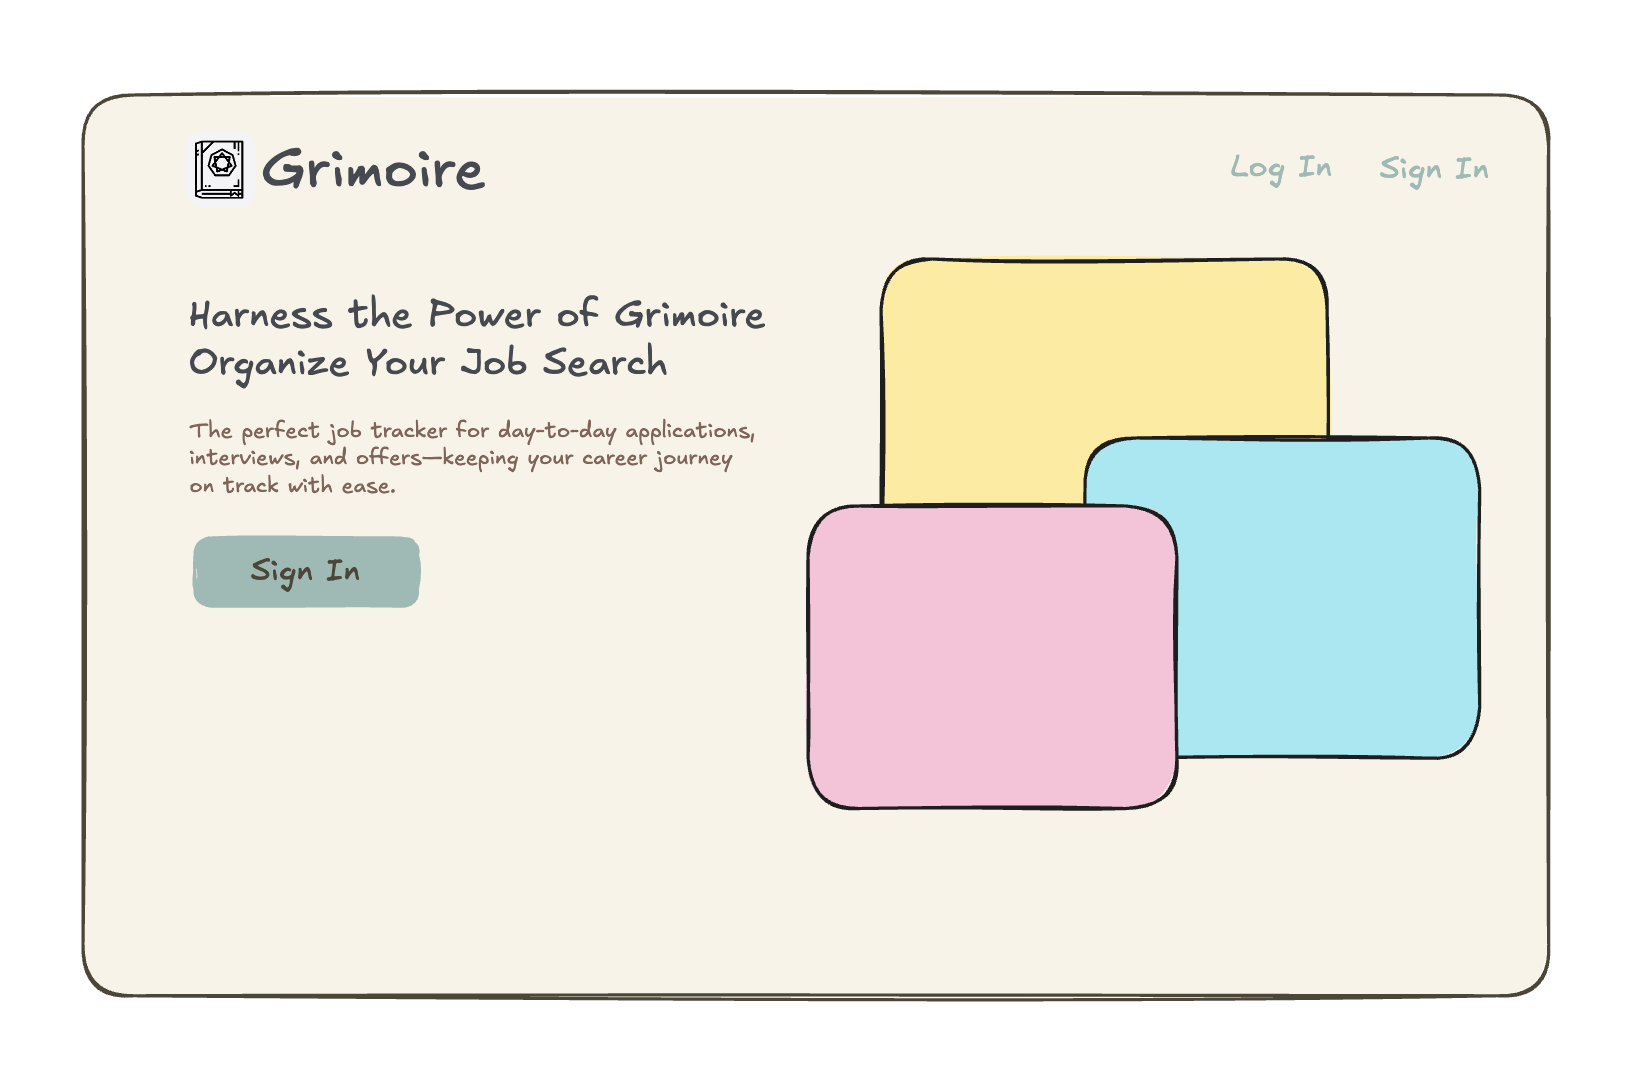 Grimoire
Log In
Sign In
Harness the Power of Grimoire
Organize Your Job Search
The perfect job tracker for day-to-day applications,
interviews, and offers—keeping your career journey
on track with ease.
Sign In